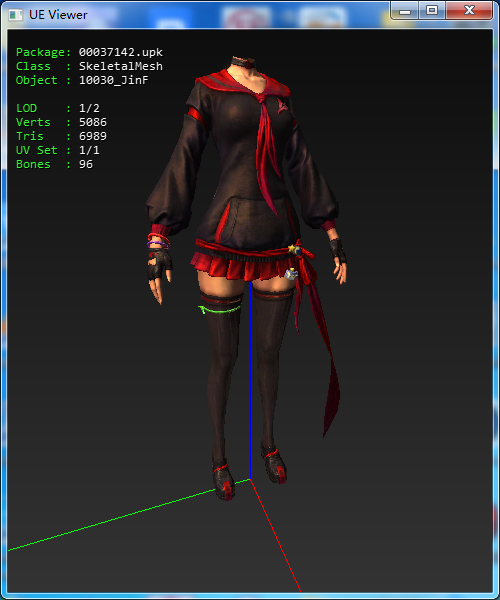 UE Viewer
Package: 00037142.upk
Class  : SkeletalMesh
Object : 10030_JinF
LOD    : 1/2
Verts  : 5086
Tris   : 6989
UV Set : 1/1
Bones  : 96